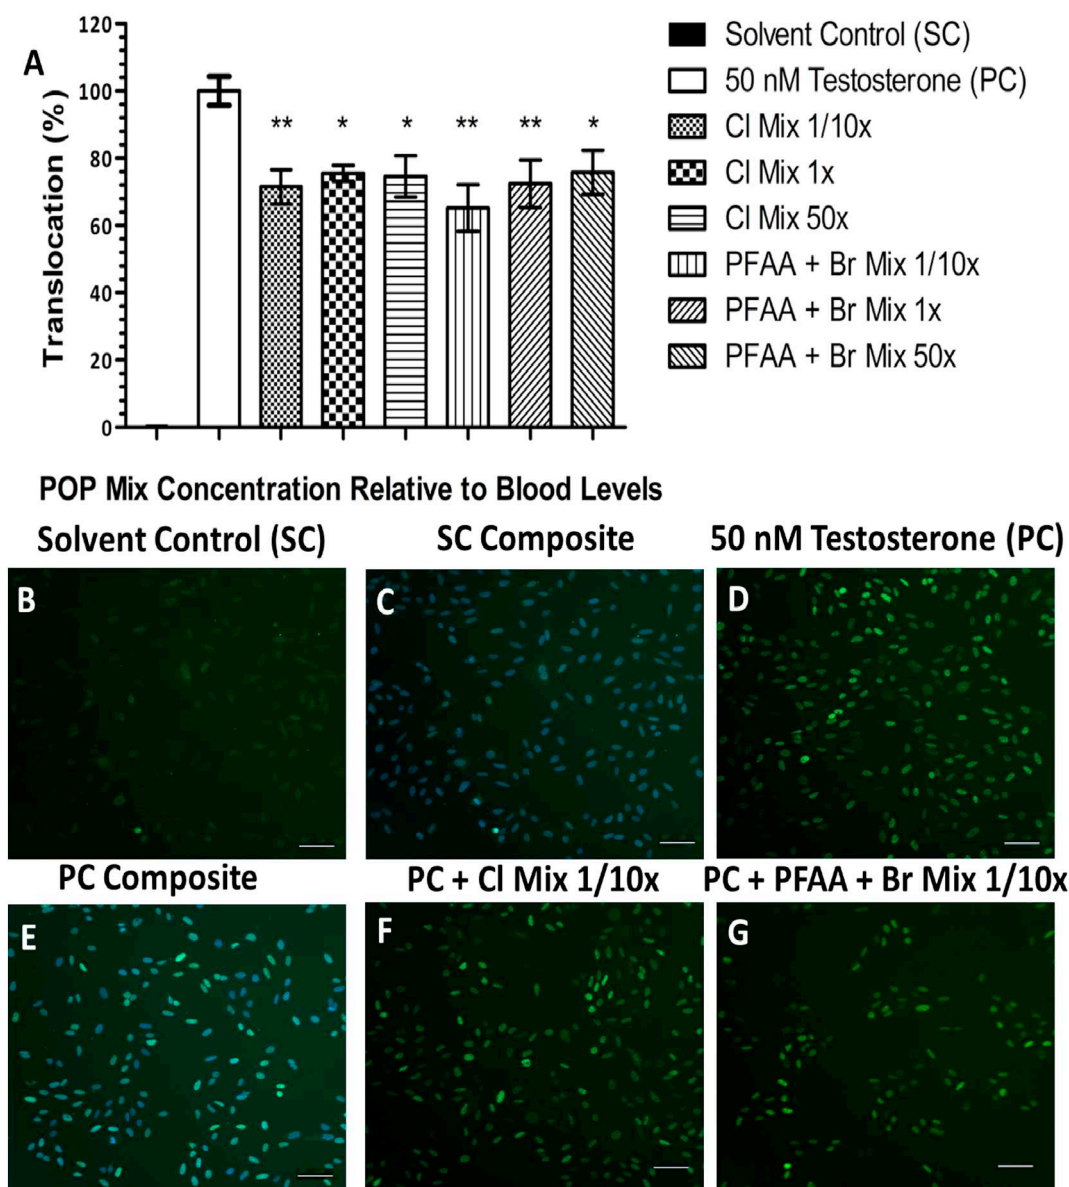 A
Translocation (%)
120
100
80
60
40
20
0
** * * ** ** *
Solvent Control (SC)
50 nM Testosterone (PC)
Cl Mix 1/10x
Cl Mix 1x
Cl Mix 50x
PFAA + Br Mix 1/10x
PFAA + Br Mix 1x
PFAA + Br Mix 50x
POP Mix Concentration Relative to Blood Levels
Solvent Control (SC)
B
SC Composite
C
50 nM Testosterone (PC)
D
PC Composite
E
PC + Cl Mix 1/10x
F
PC + PFAA + Br Mix 1/10x
G